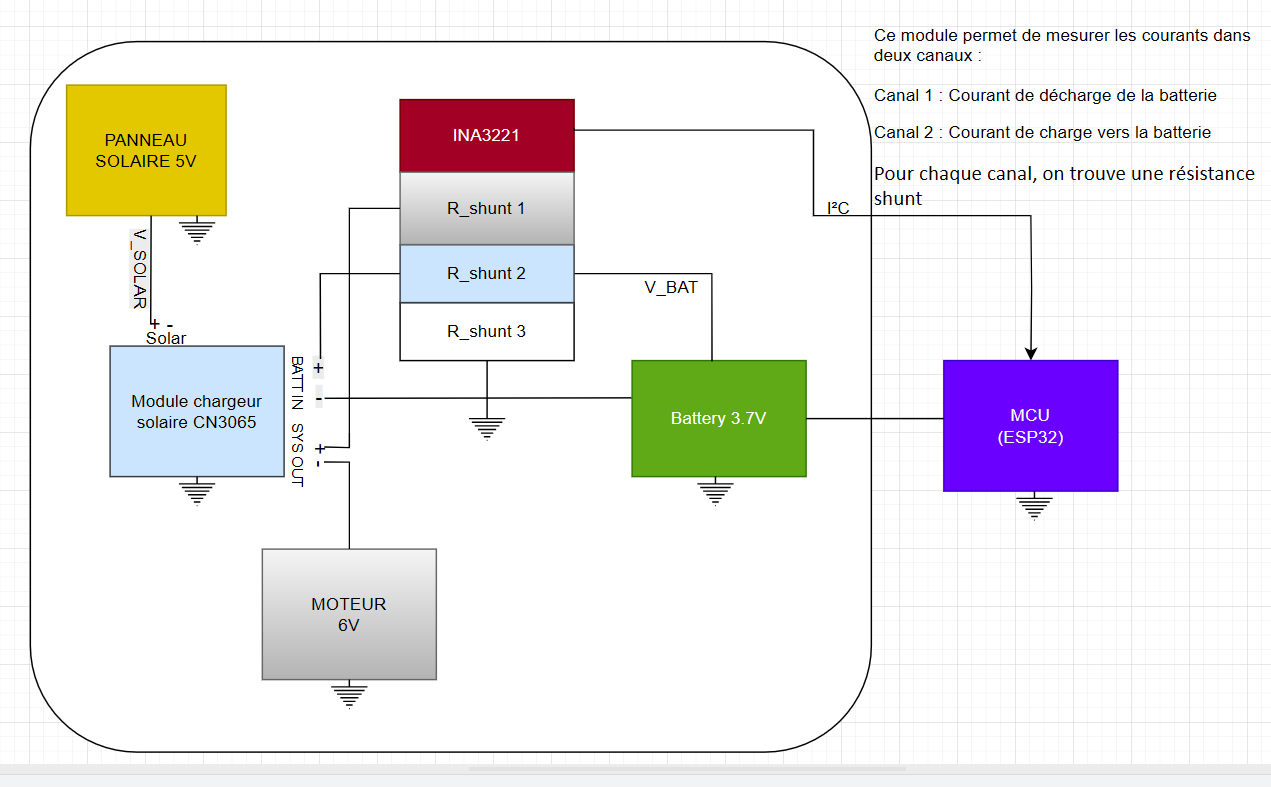 Ce module permet de mesurer les courants dans
deux canaux :
Canal 1 : Courant de décharge de la batterie
Canal 2 : Courant de charge vers la batterie
Pour chaque canal, on trouve une résistance
shunt
PANNEAU
SOLAIRE 5V
INA3221
R_shunt 1
R_shunt 2
R_shunt 3
I²C
V_SOLAR
V_BAT
+ -
Solar
Module chargeur
solaire CN3065
BATT IN
+
-
SYS OUT
+
-
Battery 3.7V
MCU
(ESP32)
MOTEUR
6V